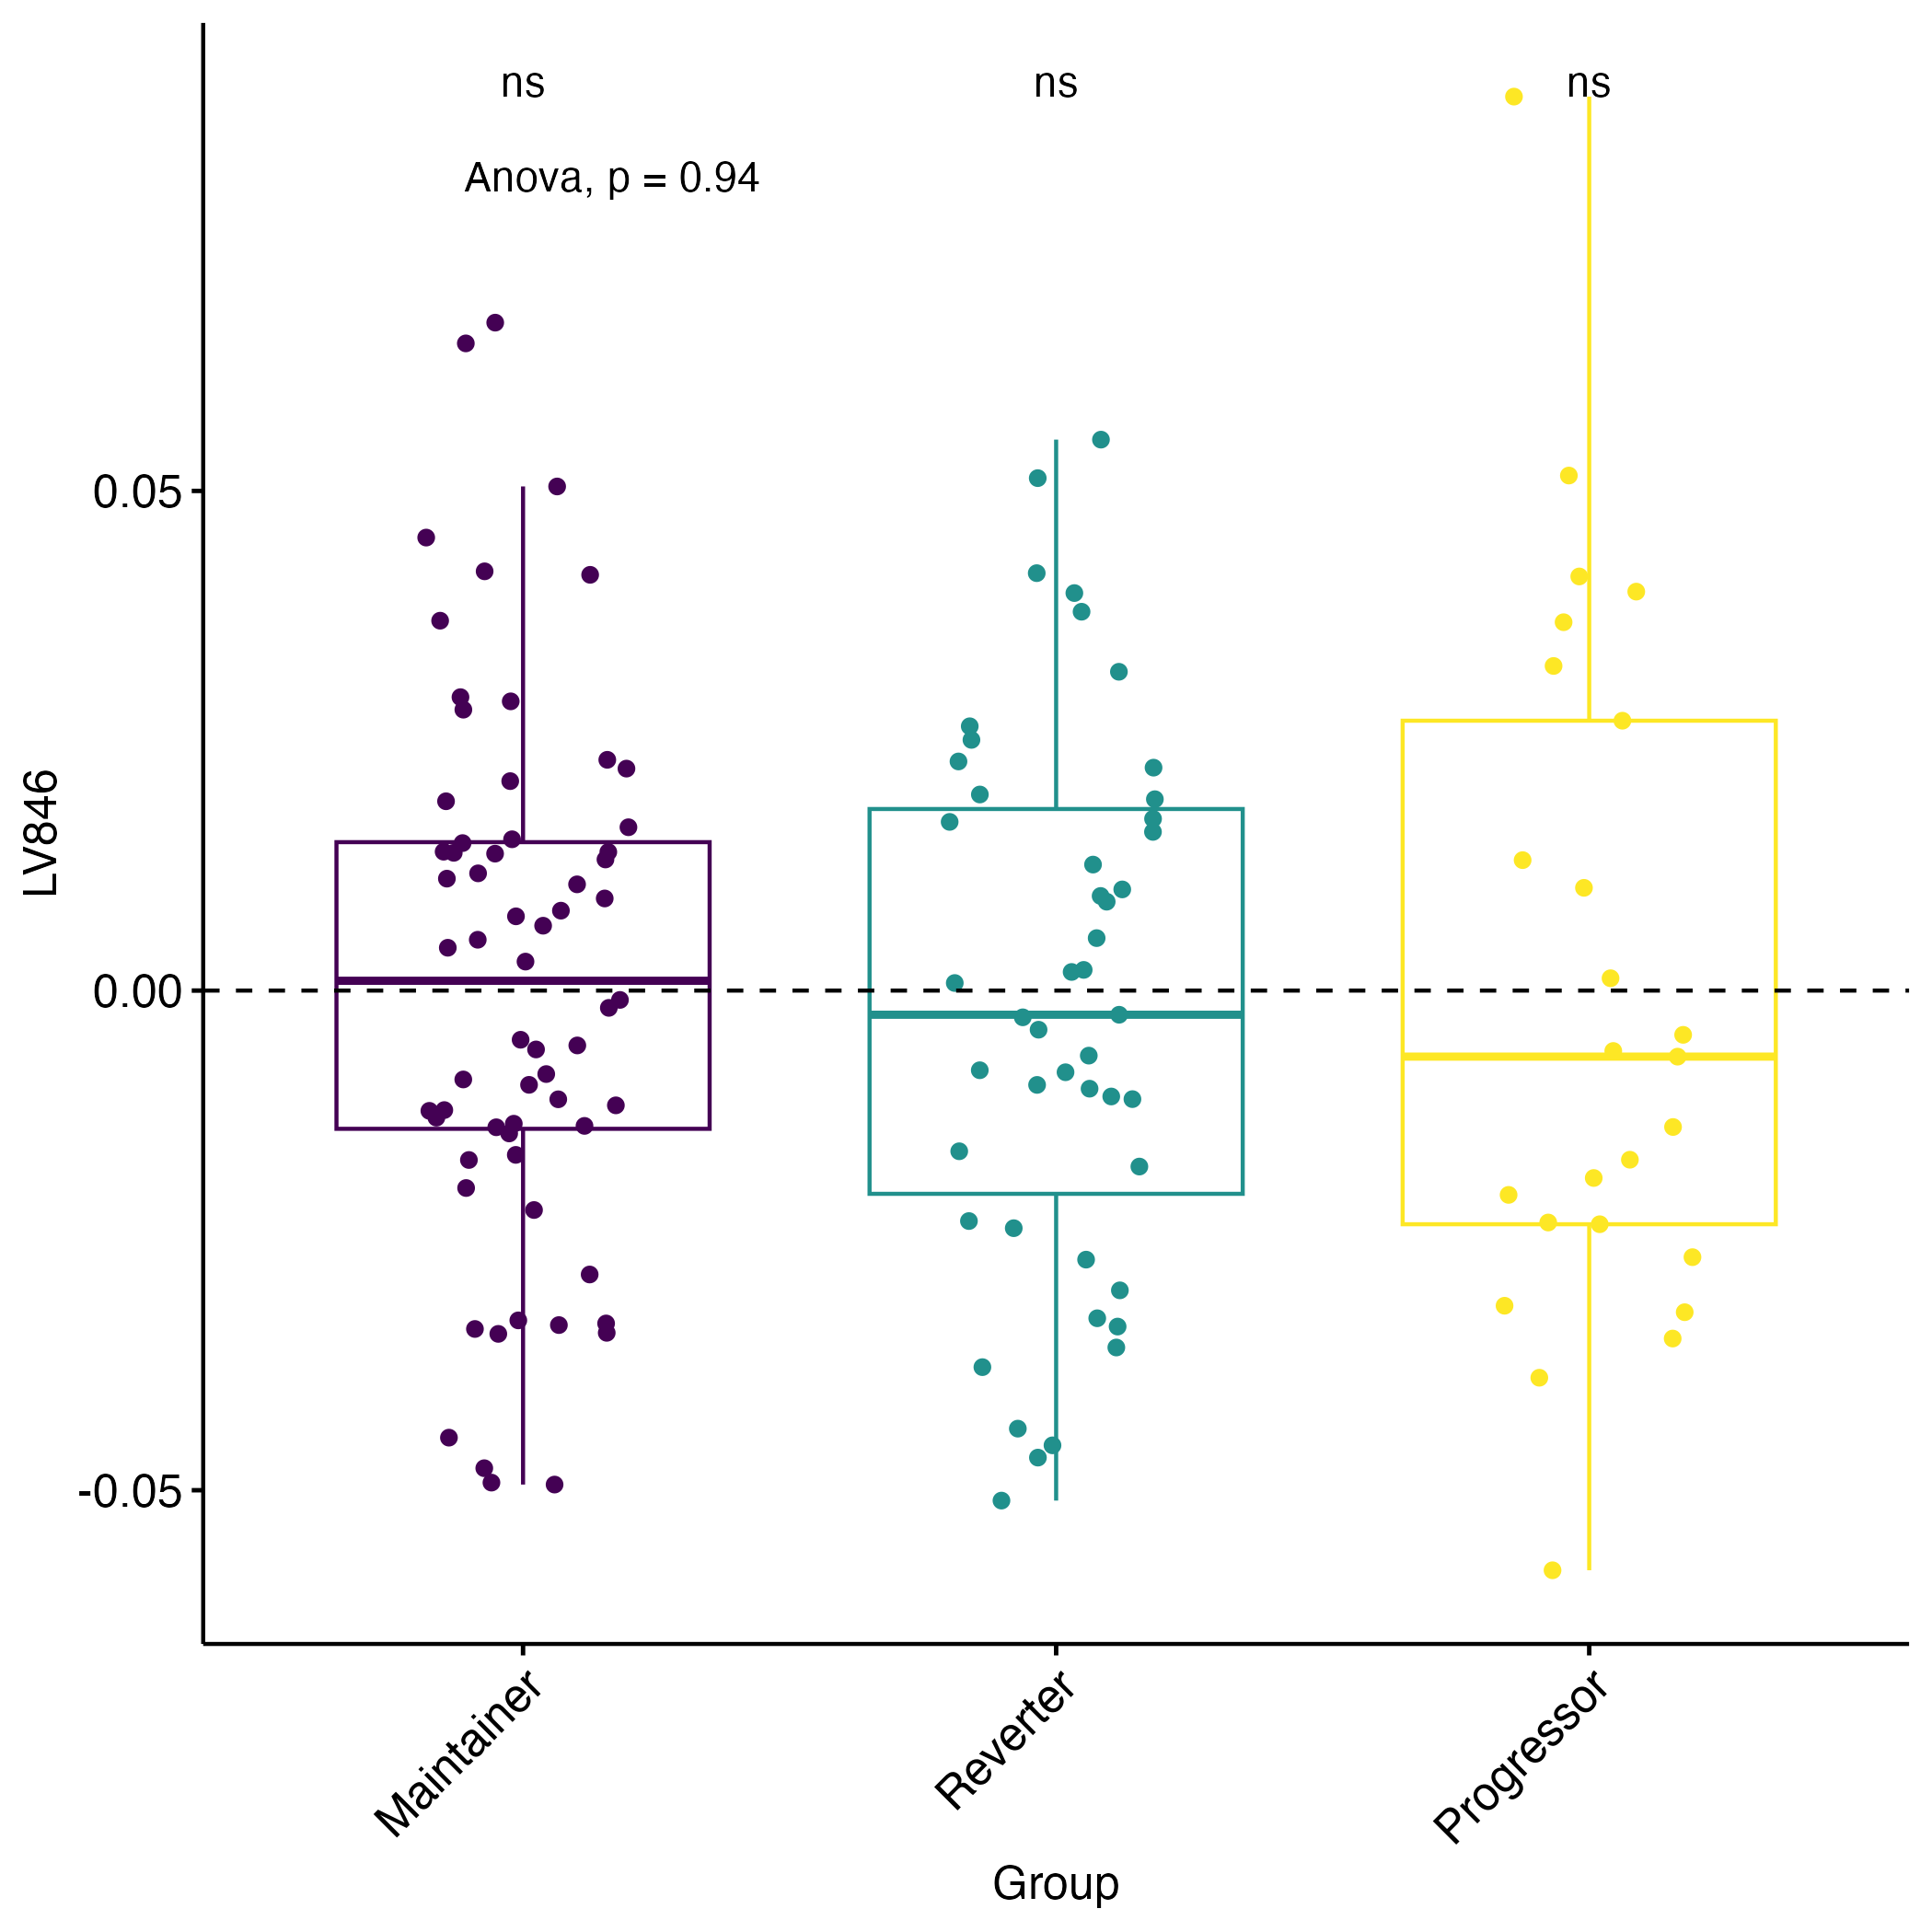 ns ns ns
Anova, p = 0.94
LV846
0.05
0.00
-0.05
Maintainer
Reverter
Progressor
Group